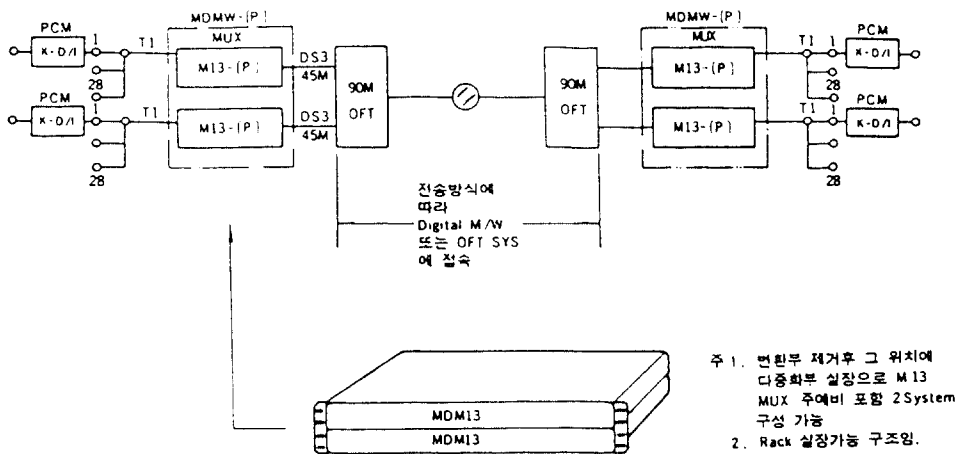 MDMW-(P)
MDMW-(P)
PCM
MUX
MUX
PCM
K-D/I
1
T1
M13-(P)
DS3
45M
90M
OFT
90M
OFT
M13-(P)
T1
1
K-D/I
28
28
PCM
K-D/I
1
T1
M13-(P)
DS3
45M
M13-(P)
T1
1
PCM
K-D/I
28
28
전송방식에
따라
Digital M/W
또는 OFT SYS
에 접속
MDM13
MDM13
주 1. 변환부 제거후 그 위치에
다중화부 실장으로 M13
MUX 주예비 포함 2System
구성 가능
2. Rack 실장가능 구조임.